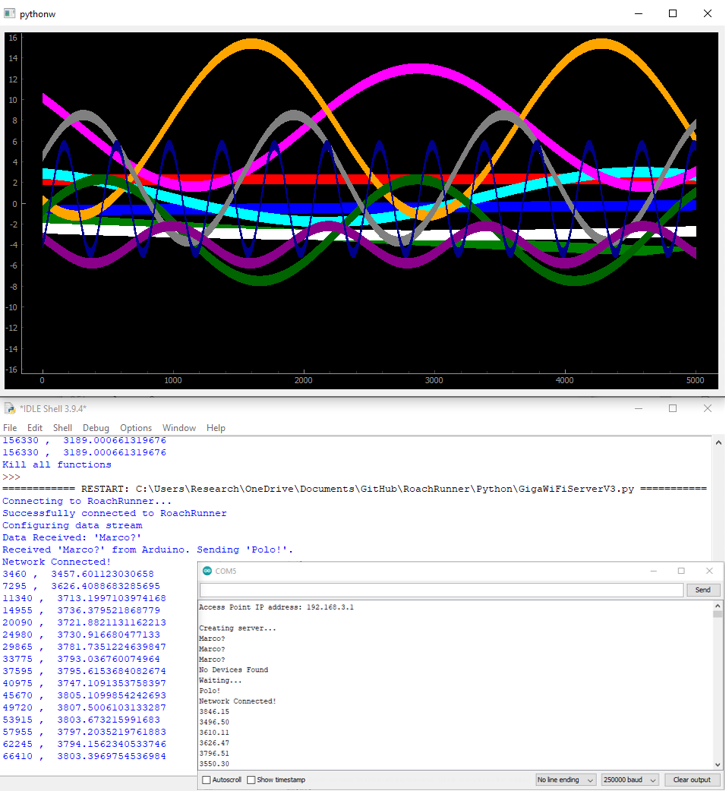 pythonw
16
14
12
10
8
6
4
2
0
-2
-4
-6
-8
-10
-12
-14
-16
0 1000 2000 3000 4000 5000
*IDLE Shell 3.9.4*
File Edit Shell Debug Options Window Help
156330 , 3189.000661319676
156330 , 3189.000661319676
Kill all functions
>>>
============ RESTART: C:\Users\Research\OneDrive\Documents\GitHub\RoachRunner\Python\GigaWiFiServerV3.py ===========
Connecting to RoachRunner...
Successfully connected to RoachRunner
Configuring data stream
Data Received: 'Marco?'
Received 'Marco?' from Arduino. Sending 'Polo!'.
Network Connected!
3460 , 3457.601123030658
7295 , 3626.4088683285695
11340 , 3713.1997103974168
14955 , 3736.379521868779
20090 , 3721.8821131162213
24980 , 3730.916680477133
29865 , 3781.7351224639847
33775 , 3793.036760074964
37595 , 3795.6153684082674
40975 , 3747.1091353758397
45670 , 3805.1099854242693
49720 , 3807.5006103133287
53915 , 3803.673215991683
57955 , 3797.2035219761883
62245 , 3794.1562340533746
66410 , 3803.3969754536984
COM5
Send
Access Point IP address: 192.168.3.1
Creating server...
Marco?
Marco?
Marco?
No Devices Found
Waiting...
Polo!
Network Connected!
3846.15
3496.50
3610.11
3626.47
3796.51
3550.30
Autoscroll Show timestamp No line ending 250000 baud Clear output